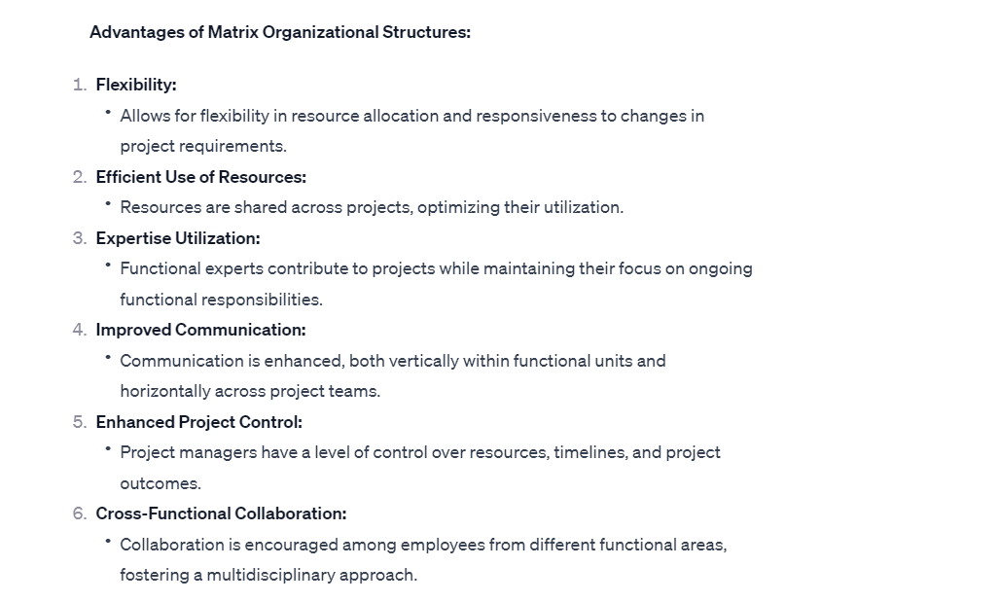 Advantages of Matrix Organizational Structures:
1. Flexibility:
• Allows for flexibility in resource allocation and responsiveness to changes in
project requirements.
2. Efficient Use of Resources:
• Resources are shared across projects, optimizing their utilization.
3. Expertise Utilization:
• Functional experts contribute to projects while maintaining their focus on ongoing
functional responsibilities.
4. Improved Communication:
• Communication is enhanced, both vertically within functional units and
horizontally across project teams.
5. Enhanced Project Control:
• Project managers have a level of control over resources, timelines, and project
outcomes.
6. Cross-Functional Collaboration:
• Collaboration is encouraged among employees from different functional areas,
fostering a multidisciplinary approach.